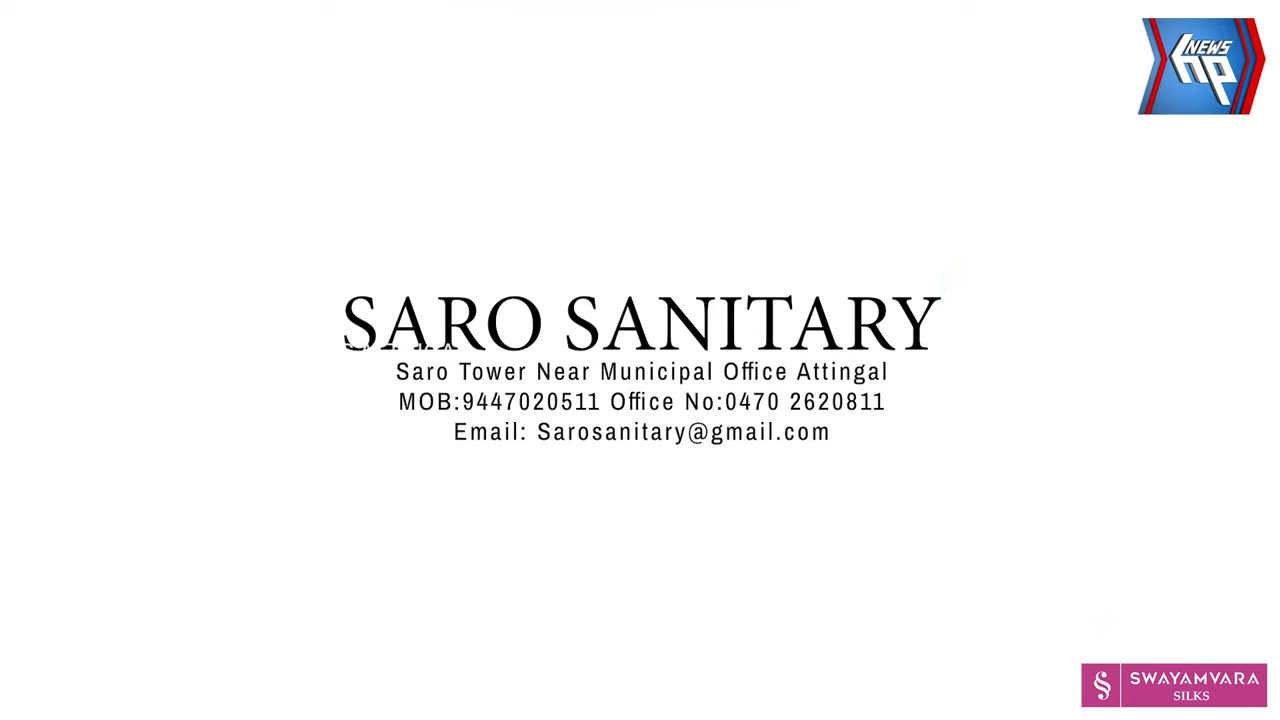 NEWS
hp
SARO SANITARY
Saro Tower Near Municipal Office Attingal
MOB:9447020511 Office No:0470 2620811
Email: Sarosanitary@gmail.com
SWAYAMVARA
SILKS